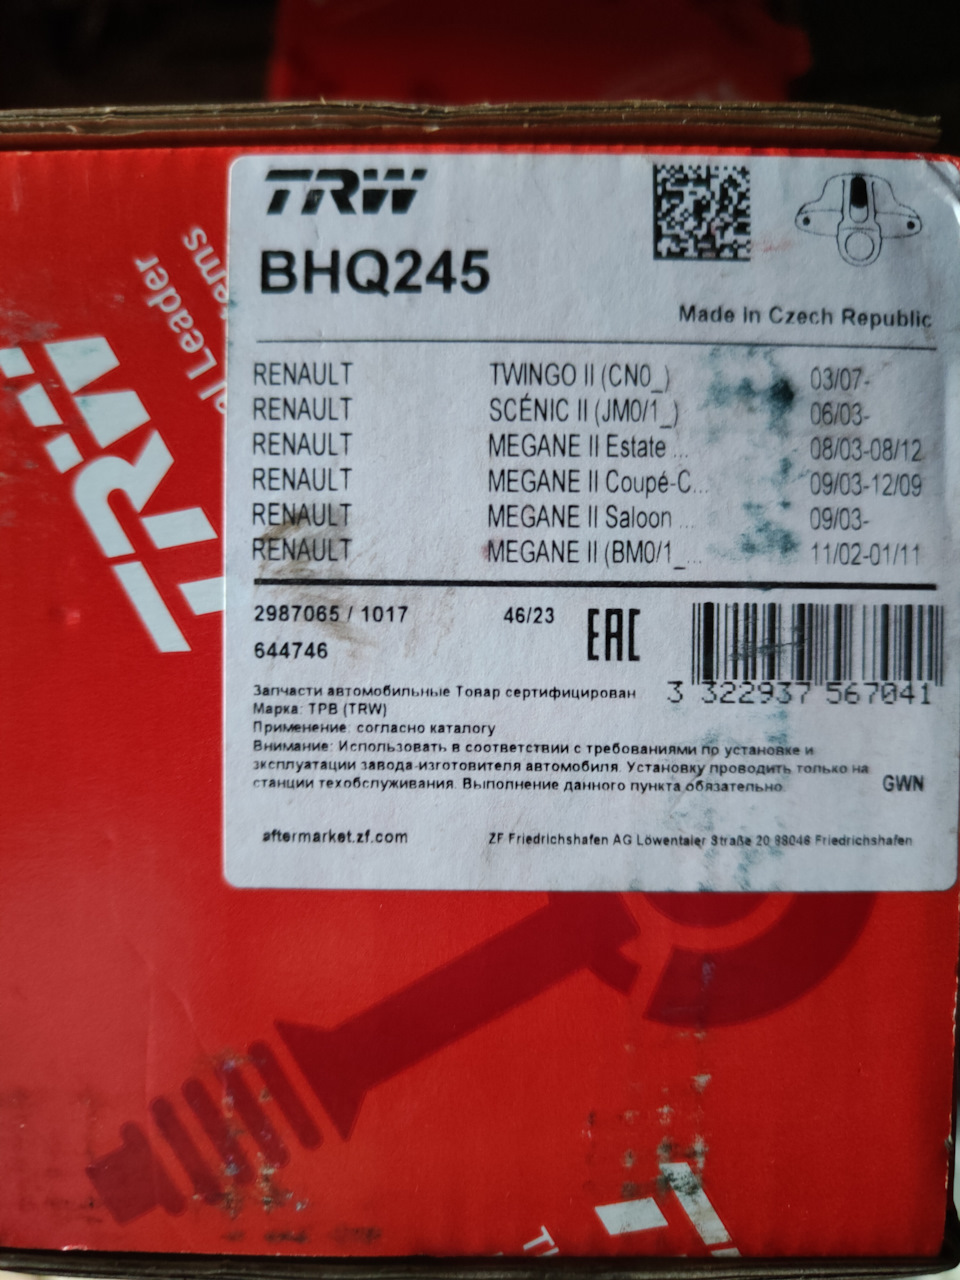 TRW
BHQ245
Made in Czech Republic
RENAULT TWINGO II (CN0_) 03/07-
RENAULT SCÉNIC II (JM0/1_) 06/03-
RENAULT MEGANE II Estate ... 08/03-08/12
RENAULT MEGANE II Coupé-C... 09/03-12/09
RENAULT MEGANE II Saloon ... 09/03-
RENAULT MEGANE II (BM0/1_... 11/02-01/11
2987065 / 1017 46/23 EAC
644746
3 322937 567041
Запчасти автомобильные Товар сертифицирован
Марка: ТРВ (TRW)
Применение: согласно каталогу
Внимание: Использовать в соответствии с требованиями по установке и
эксплуатации завода-изготовителя автомобиля. Установку проводить только на
станции техобслуживания. Выполнение данного пункта обязательно.
GWN
aftermarket.zf.com ZF Friedrichshafen AG Löwentaler Straße 20 88046 Friedrichshafen
TRW
Leader